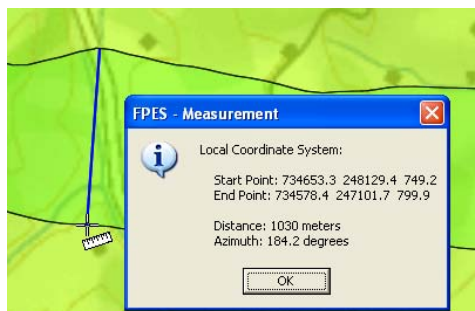 FPES - Measurement
Local Coordinate System:
Start Point: 734653.3 248129.4 749.2
End Point: 734578.4 247101.7 799.9
Distance: 1030 meters
Azimuth: 184.2 degrees
OK